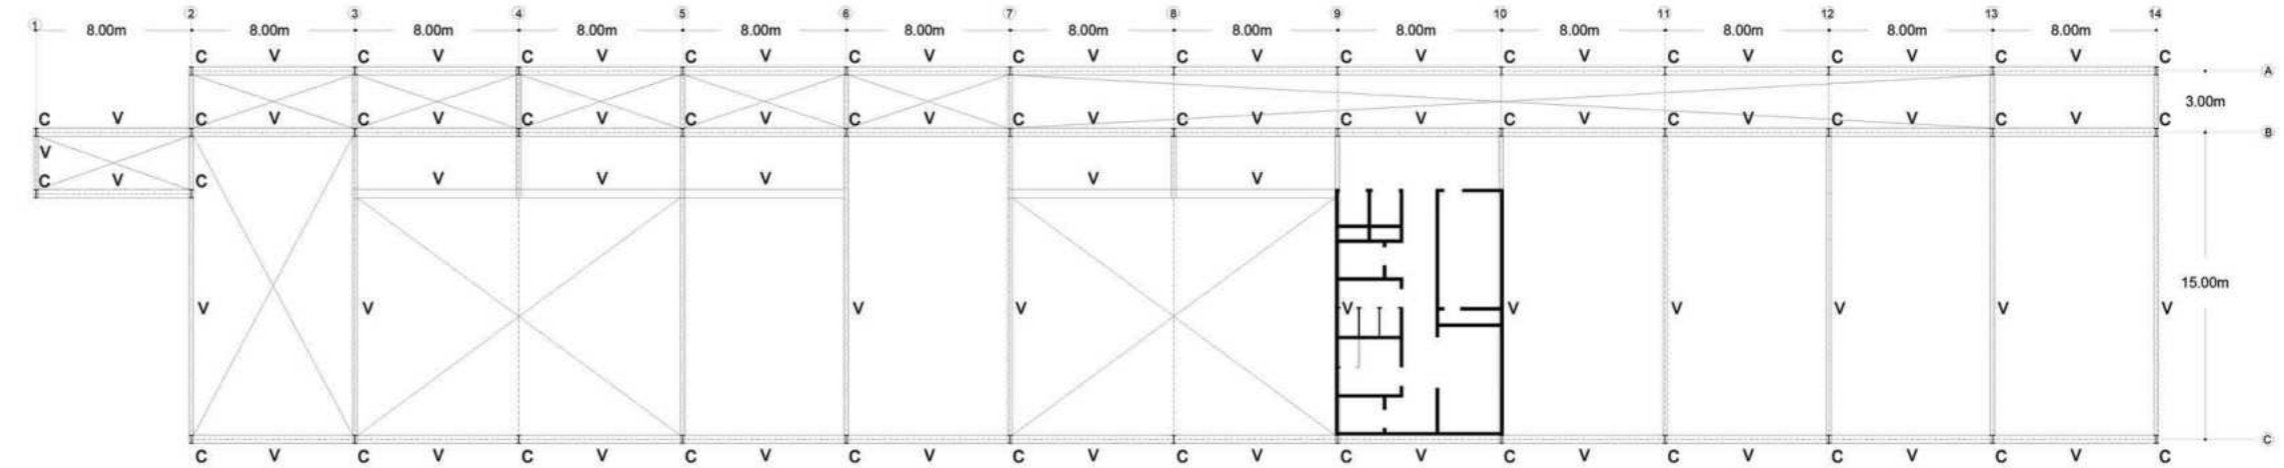 1 2 3 4 5 6 7 8 9 10 11 12 13 14
8.00m 8.00m 8.00m 8.00m 8.00m 8.00m 8.00m 8.00m 8.00m 8.00m 8.00m 8.00m 8.00m
C V C V C V C V C V C V C V C V C V C V C V C V C
A
3.00m
C V C V C V C V C V C V C V C V C V C V C V C V C V C
B
V
C V C V V V V V
15.00m
V V V V V V V V V V
C V C V C V C V C V C V C V C V C V C V C V C V C
C